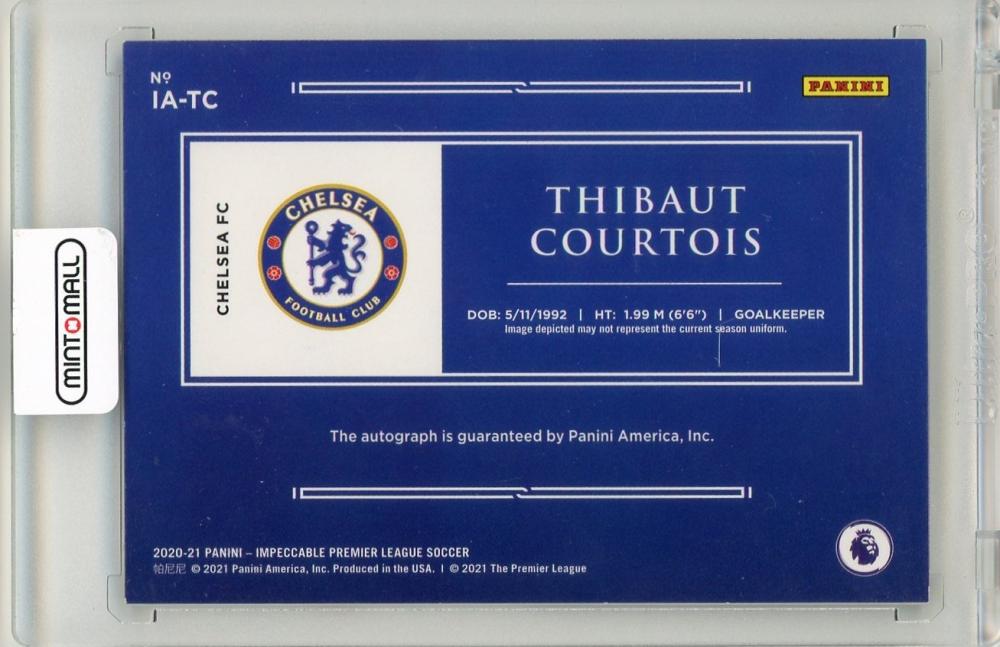 Nº
IA-TC
PANINI
CHELSEA FC
CHELSEA
FOOTBALL CLUB
THIBAUT
COURTOIS
DOB: 5/11/1992 | HT: 1.99 M (6'6") | GOALKEEPER
Image depicted may not represent the current season uniform.
MINTMALL
The autograph is guaranteed by Panini America, Inc.
2020-21 PANINI – IMPECCABLE PREMIER LEAGUE SOCCER
帕尼尼 © 2021 Panini America, Inc. Produced in the USA. | © 2021 The Premier League